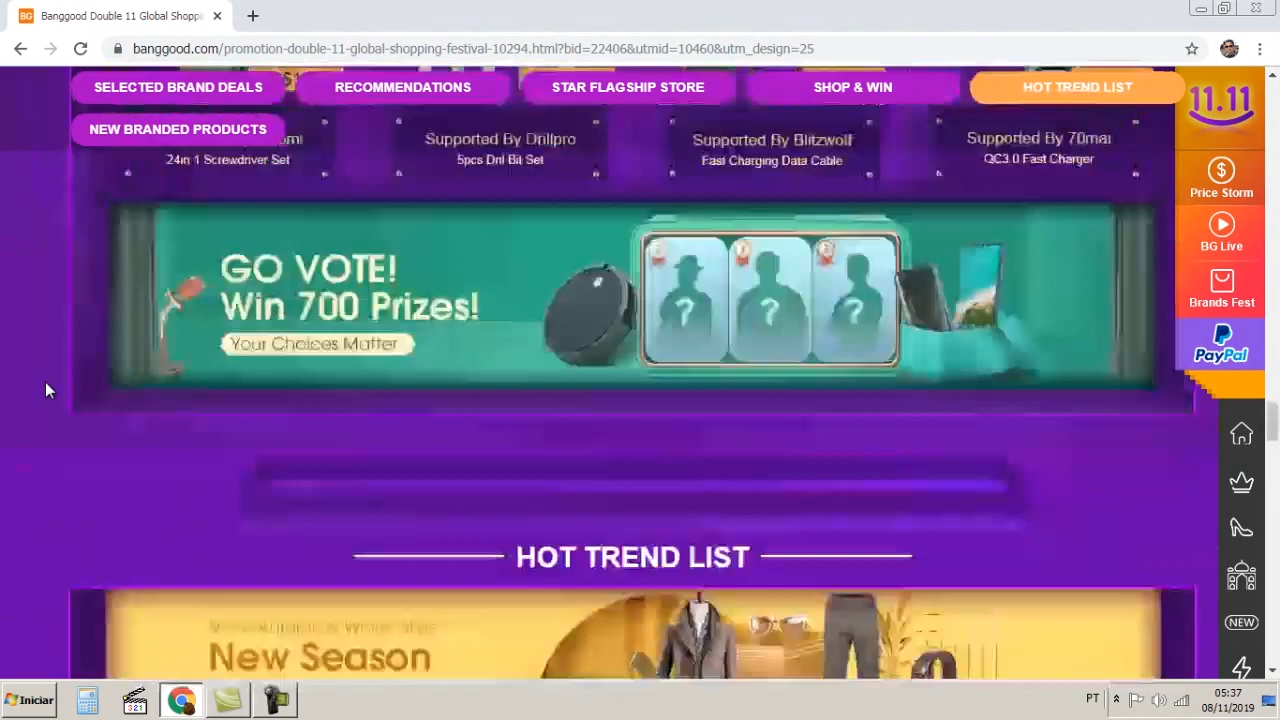 BG
Banggood Double 11 Global Shoppi
banggood.com/promotion-double-11-global-shopping-festival-10294.html?bid=22406&utmid=10460&utm_design=25
SELECTED BRAND DEALS
RECOMMENDATIONS
STAR FLAGSHIP STORE
SHOP & WIN
HOT TREND LIST
NEW BRANDED PRODUCTS
11.11
Supported By Drillpro
Supported By Blitzwolf
Supported By 70mai
24in 1 Screwdriver Set
5pcs Drill Bit Set
Fast Charging Data Cable
QC3.0 Fast Charger
Price Storm
BG Live
Brands Fest
PayPal
GO VOTE!
Win 700 Prizes!
Your Choices Matter
? ? ?
HOT TREND LIST
New Season
NEW
Iniciar
321
PT
05:37
08/11/2019